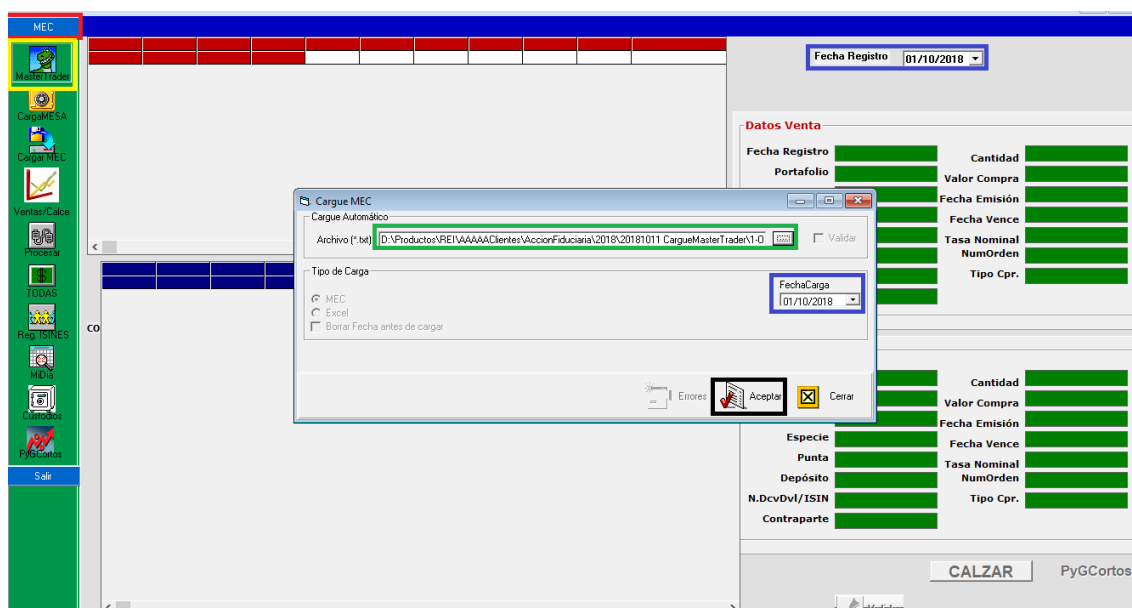 MEC
MasterTrader
CargaMESA
Cargar MEC
Ventas/Calce
Procesar
TODAS
Reg. ISINES
MiDia
Custodios
PyGCortos
Salir
CO
Fecha Registro 01/10/2018
Datos Venta
Fecha Registro
Portafolio
Cantidad
Valor Compra
Fecha Emisión
Fecha Vence
Tasa Nominal
NumOrden
Tipo Cpr.
Cargue MEC
Cargue Automático
Archivo (*.txt) D:\Productos\REI\AAAAAClientes\AccionFiduciaria\2018\20181011 CargueMasterTrader\1-O
Validar
Tipo de Carga
MEC
Excel
Borrar Fecha antes de cargar
FechaCarga
01/10/2018
Errores Aceptar Cerrar
Especie
Punta
Depósito
N.DcvDvl/ISIN
Contraparte
Cantidad
Valor Compra
Fecha Emisión
Fecha Vence
Tasa Nominal
NumOrden
Tipo Cpr.
CALZAR PyGCortos